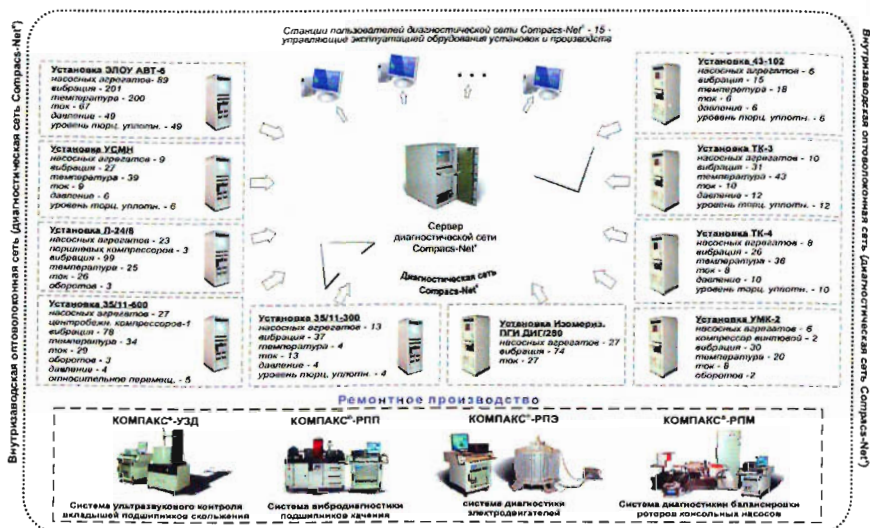 Станции пользователей диагностической сети Compacs-Net® - 15 -
управляющие эксплуатацией обрудования установок и производств
Внутризаводская оптоволоконная сеть (диагностическая сеть Compacs-Net®)
Установка ЭЛОУ АВТ-6
насосных агрегатов - 89
вибрация - 201
температура - 200
ток - 67
давление - 49
уровень торц. уплотн. - 49
Установка УСМН
насосных агрегатов - 9
вибрация - 27
температура - 39
ток - 9
давление - 6
уровень торц. уплотн. - 6
Установка Л-24/6
насосных агрегатов - 23
поршневых компрессоров - 3
вибрация - 99
температура - 25
ток - 26
оборотов - 3
Установка 35/11-600
насосных агрегатов - 27
центробежн. компрессоров-1
вибрация - 78
температура - 34
ток - 29
оборотов - 3
давление - 4
относительное перемещ. - 5
Установка 35/11-300
насосных агрегатов - 13
вибрация - 37
температура - 4
ток - 13
давление - 4
уровень торц. уплотн. - 4
Сервер
диагностической сети
Compacs-Net®
Диагностическая сеть
Compacs-Net®
Установка Изомериз.
ПГИ ДИГ/280
насосных агрегатов - 27
вибрация - 74
ток - 27
Установка 43-102
насосных агрегатов - 6
вибрация - 15
температура - 18
ток - 6
давление - 6
уровень торц. уплотн. - 6
Установка ТК-3
насосных агрегатов - 10
вибрация - 31
температура - 43
ток - 10
давление - 12
уровень торц. уплотн. - 12
Установка ТК-4
насосных агрегатов - 8
вибрация - 26
температура - 36
ток - 8
давление - 10
уровень торц. уплотн. - 10
Установка УМК-2
насосных агрегатов - 6
компрессор винтовой - 2
вибрация - 30
температура - 20
ток - 8
оборотов - 2
Внутризаводская оптоволоконная сеть (диагностическая сеть Compacs-Net®)
Ремонтное производство
КОМПАКС®-УЗД
Система ультразвукового контроля
вкладышей подшипников скольжения
КОМПАКС®-РПП
Система вибродиагностики
подшипников качения
КОМПАКС®-РПЭ
система диагностики
электродвигателей
КОМПАКС®-РПМ
Система диагностикии балансировки
роторов консольных насосов